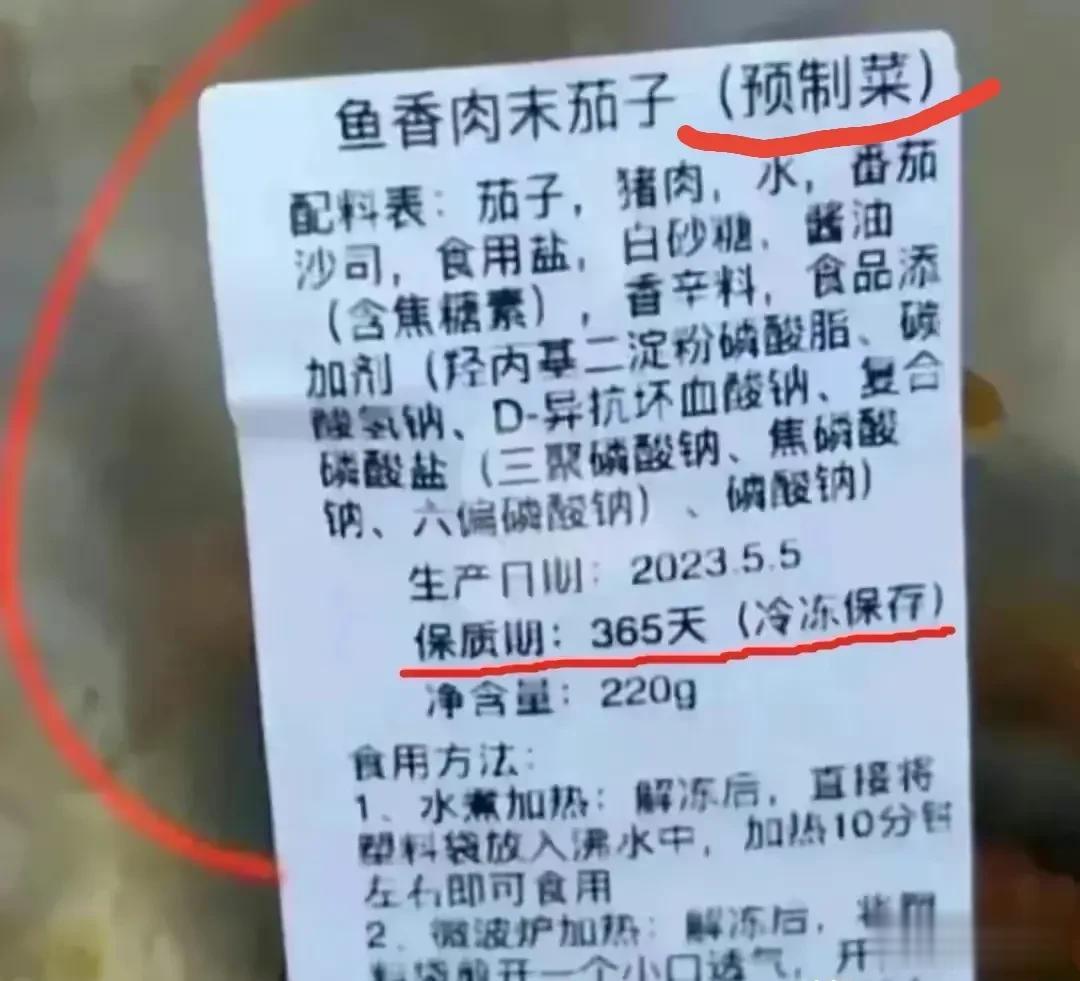 鱼香肉末茄子（预制菜）
配料表：茄子，猪肉，水，番茄
沙司，食用盐，白砂糖，酱油
（含焦糖素），香辛料，食品添
加剂（羟丙基二淀粉磷酸脂、碳
酸氢钠、D-异抗坏血酸钠、复合
磷酸盐（三聚磷酸钠、焦磷酸
钠、六偏磷酸钠）、磷酸钠）
生产日期：2023.5.5
保质期：365天（冷冻保存）
净含量：220g
食用方法：
1、水煮加热：解冻后，直接将
塑料袋放入沸水中，加热10分钟
左右即可食用
2、微波炉加热：解冻后，将塑
料袋剪开一个小口透气，开